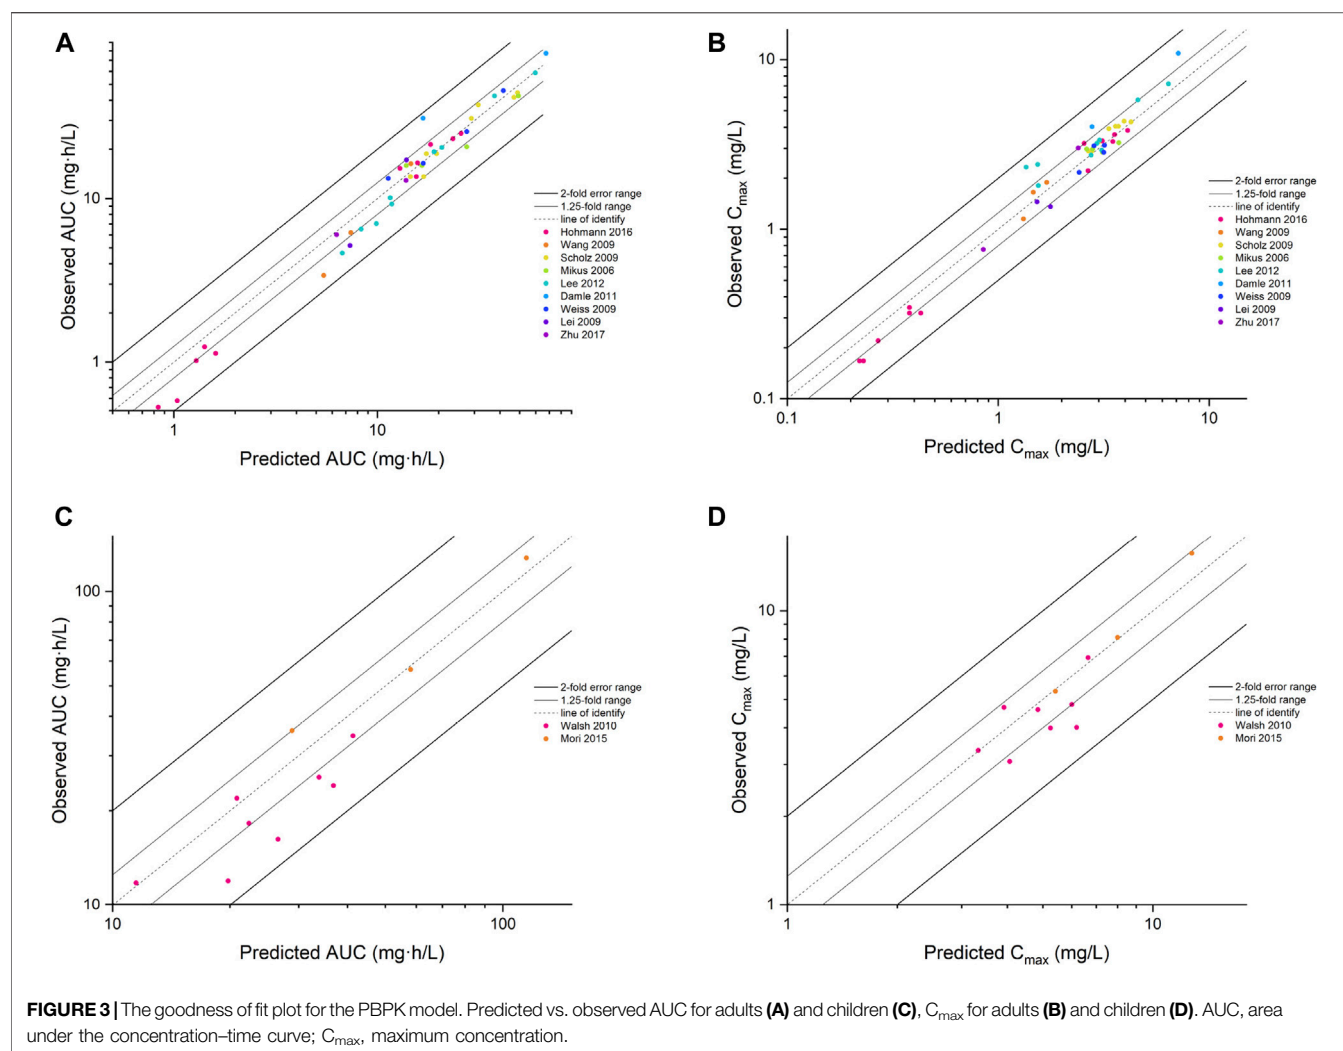 A
Observed AUC (mg·h/L)
10
1
1
10
Predicted AUC (mg·h/L)
2-fold error range
1.25-fold range
line of identify
Hohmann 2016
Wang 2009
Scholz 2009
Mikus 2006
Lee 2012
Damle 2011
Weiss 2009
Lei 2009
Zhu 2017
B
Observed Cmax (mg/L)
10
1
0.1
0.1
1
10
Predicted Cmax (mg/L)
2-fold error range
1.25-fold range
line of identify
Hohmann 2016
Wang 2009
Scholz 2009
Mikus 2006
Lee 2012
Damle 2011
Weiss 2009
Lei 2009
Zhu 2017
C
Observed AUC (mg·h/L)
100
10
10
100
Predicted AUC (mg·h/L)
2-fold error range
1.25-fold range
line of identify
Walsh 2010
Mori 2015
D
Observed Cmax (mg/L)
10
1
1
10
Predicted Cmax (mg/L)
2-fold error range
1.25-fold range
line of identify
Walsh 2010
Mori 2015
FIGURE 3 | The goodness of fit plot for the PBPK model. Predicted vs. observed AUC for adults (A) and children (C), Cmax for adults (B) and children (D). AUC, area
under the concentration–time curve; Cmax, maximum concentration.